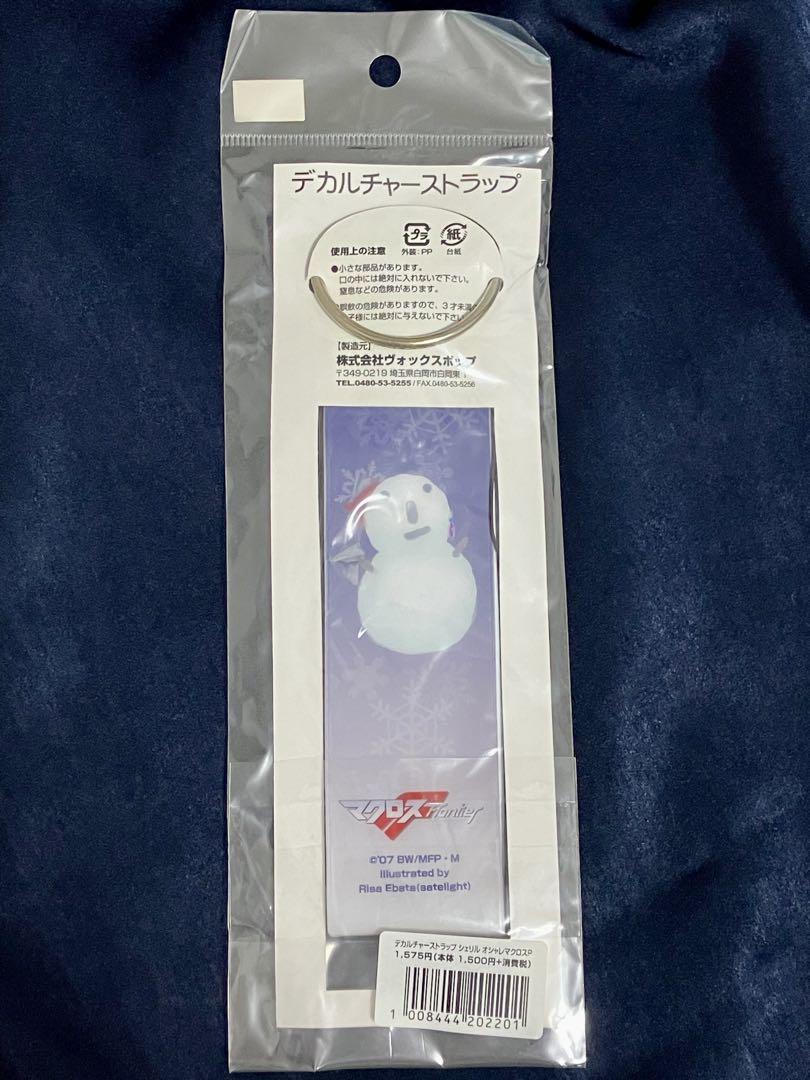 デカルチャーストラップ
使用上の注意
プラ
外装:PP
紙
台紙
●小さな部品があります。
口の中には絶対に入れないで下さい。
窒息などの危険があります。
飲の危険がありますので、3才未満
子様には絶対に与えないで下さい
【製造元】
株式会社ヴォックスポップ
〒349-0219 埼玉県白岡市白岡東
TEL.0480-53-5255 / FAX.0480-53-5256
マクロス Frontier
©'07 BW/MFP・M
Illustrated by
Risa Ebata(satelight)
デカルチャーストラップ シェリル オシャレマクロスP
1,575円(本体 1,500円+消費税)
1 008444 202201